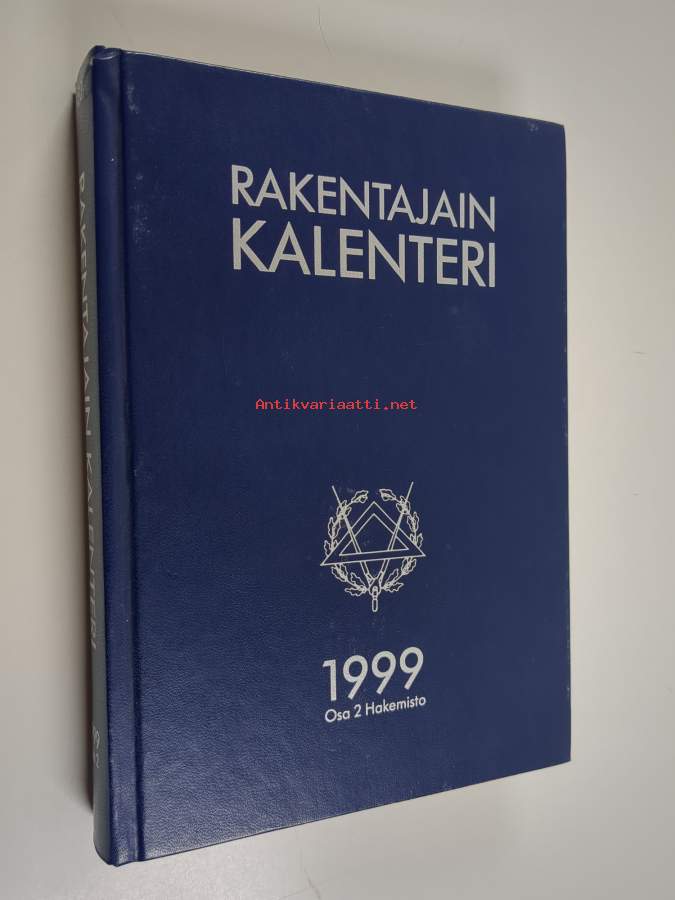 RAKENTAJAIN
KALENTERI
Antikvariaatti.net
1999
Osa 2 Hakemisto
RAKENTAJAIN KALENTERI